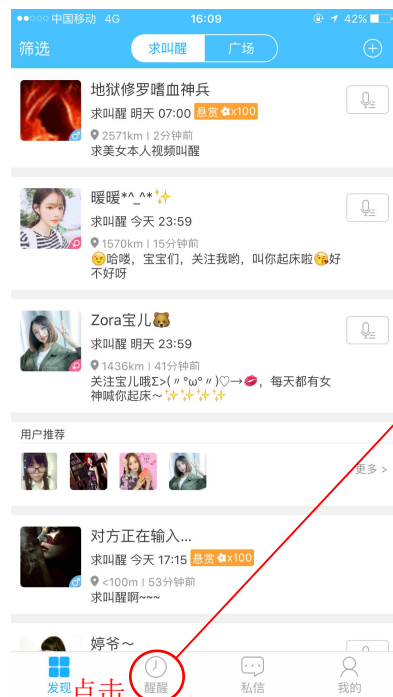 中国移动 4G 16:09 42%
筛选 求叫醒 广场
地狱修罗嗜血神兵
求叫醒 明天 07:00 悬赏 x100
2571km | 2分钟前
求美女本人视频叫醒
暖暖*^_^*✨
求叫醒 今天 23:59
1570km | 15分钟前
😉哈喽，宝宝们，关注我哟，叫你起床啦😘好
不好呀
Zora宝儿🐻
求叫醒 明天 23:59
1436km | 41分钟前
关注宝儿哦Σ>(〃°ω°〃)♡→💋，每天都有女
神喊你起床～✨✨✨✨
用户推荐
更多 >
对方正在输入...
求叫醒 今天 17:15 悬赏 x100
<100m | 53分钟前
求叫醒啊~~~
婷爷～
发现 点击 醒醒 私信 我的